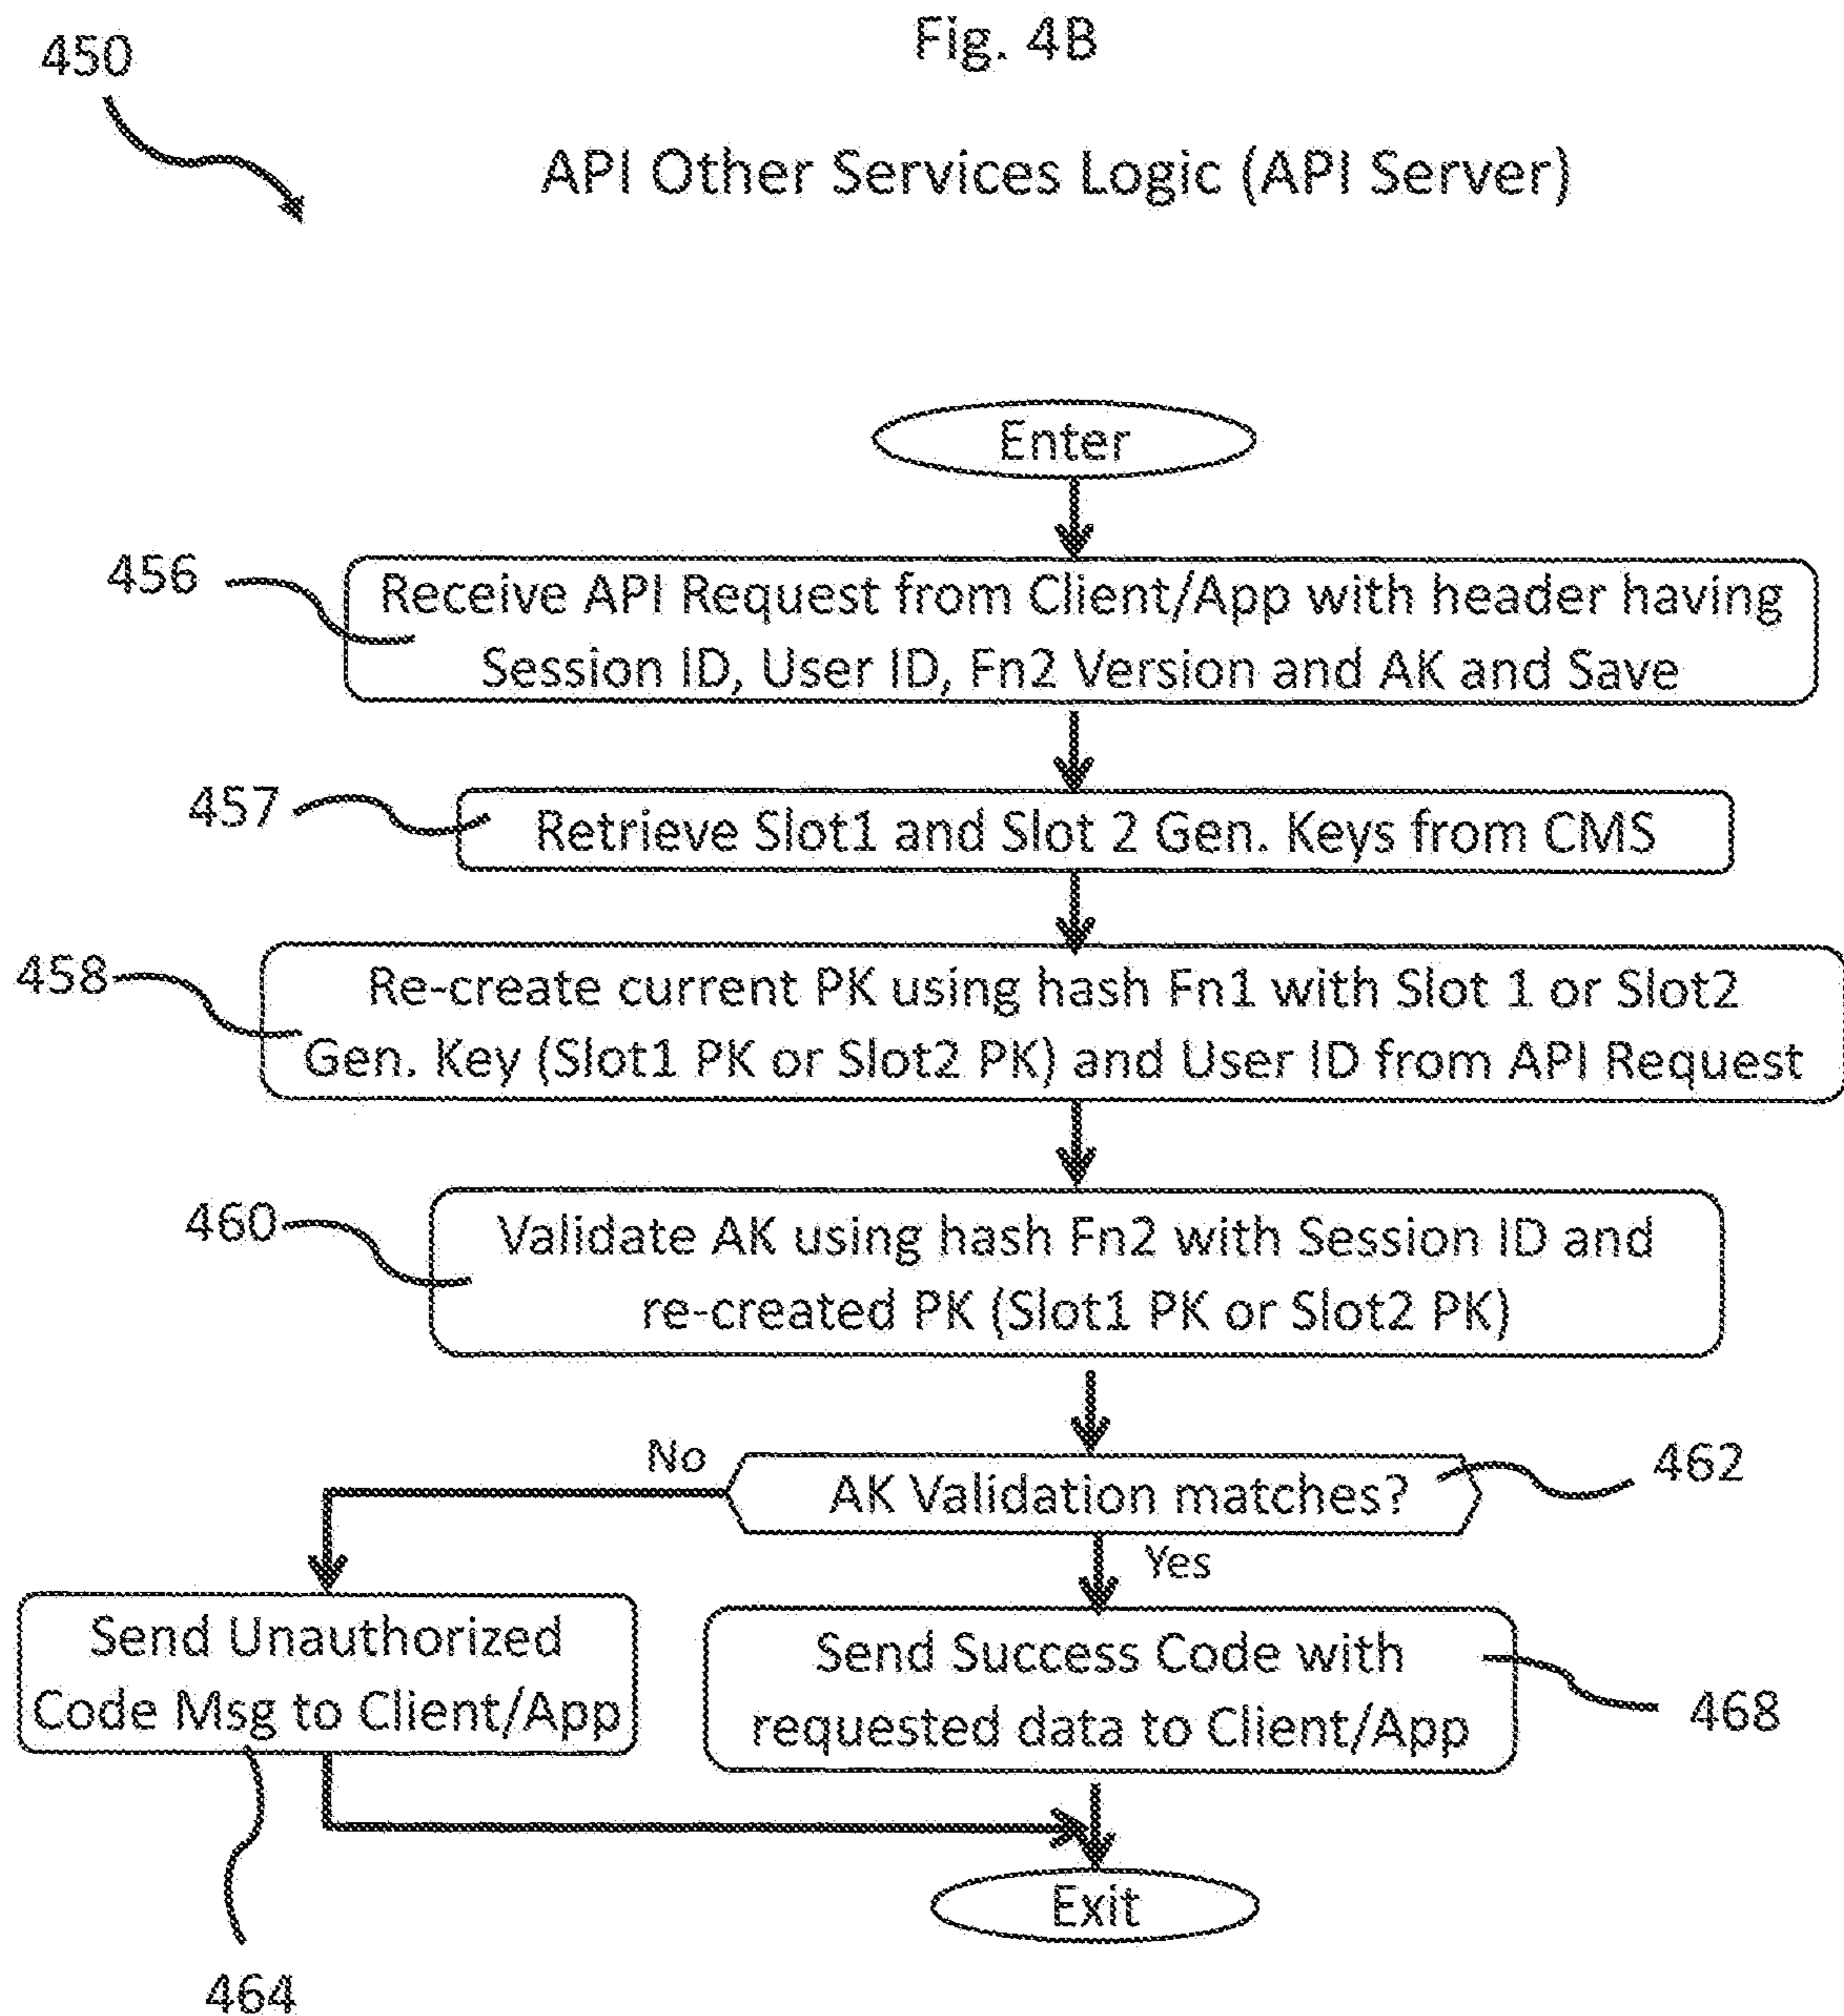 Fig. 4B
450
API Other Services Logic (API Server)
Enter
456
Receive API Request from Client/App with header having
Session ID, User ID, Fn2 Version and AK and Save
457
Retrieve Slot1 and Slot 2 Gen. Keys from CMS
458
Re-create current PK using hash Fn1 with Slot 1 or Slot2
Gen. Key (Slot1 PK or Slot2 PK) and User ID from API Request
460
Validate AK using hash Fn2 with Session ID and
re-created PK (Slot1 PK or Slot2 PK)
No
AK Validation matches?
462
Yes
Send Unauthorized
Code Msg to Client/App
464
Send Success Code with
requested data to Client/App
468
Exit